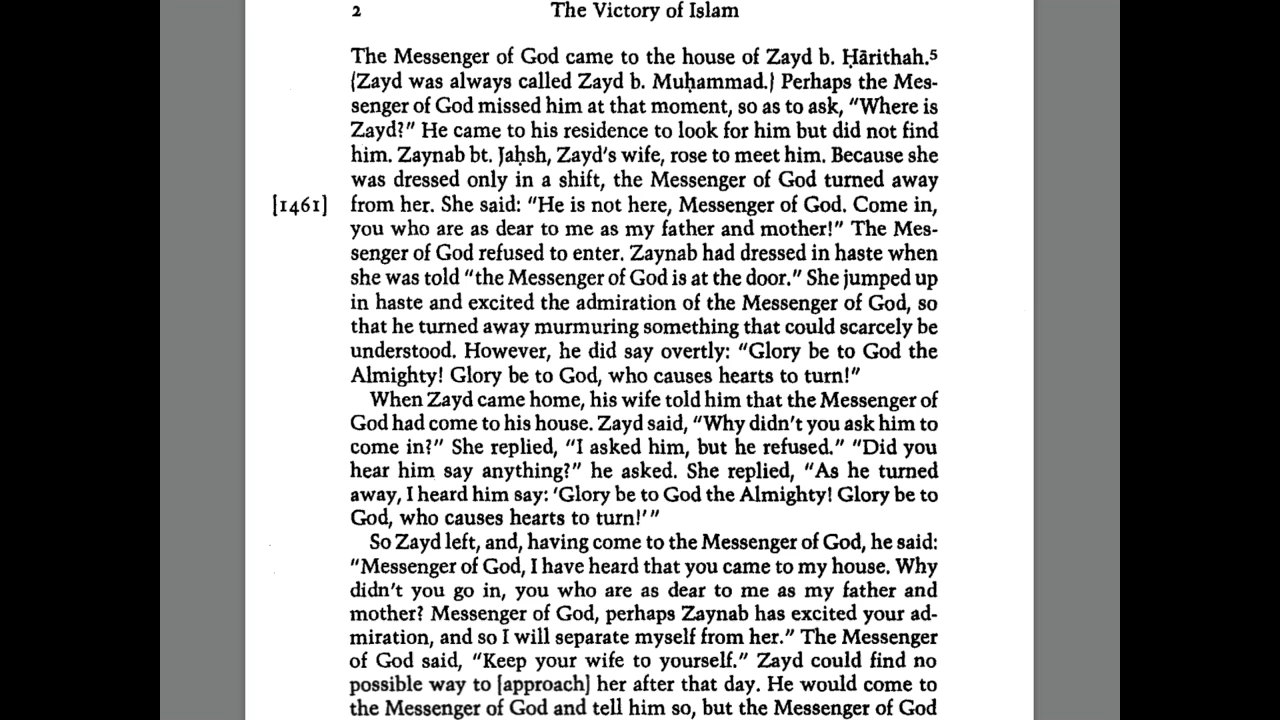 2 The Victory of Islam
The Messenger of God came to the house of Zayd b. Ḥārithah.⁵
{Zayd was always called Zayd b. Muḥammad.} Perhaps the Mes-
senger of God missed him at that moment, so as to ask, "Where is
Zayd?" He came to his residence to look for him but did not find
him. Zaynab bt. Jaḥsh, Zayd's wife, rose to meet him. Because she
was dressed only in a shift, the Messenger of God turned away
[1461] from her. She said: "He is not here, Messenger of God. Come in,
you who are as dear to me as my father and mother!" The Mes-
senger of God refused to enter. Zaynab had dressed in haste when
she was told "the Messenger of God is at the door." She jumped up
in haste and excited the admiration of the Messenger of God, so
that he turned away murmuring something that could scarcely be
understood. However, he did say overtly: "Glory be to God the
Almighty! Glory be to God, who causes hearts to turn!"
When Zayd came home, his wife told him that the Messenger of
God had come to his house. Zayd said, "Why didn't you ask him to
come in?" She replied, "I asked him, but he refused." "Did you
hear him say anything?" he asked. She replied, "As he turned
away, I heard him say: 'Glory be to God the Almighty! Glory be to
God, who causes hearts to turn!'"
So Zayd left, and, having come to the Messenger of God, he said:
"Messenger of God, I have heard that you came to my house. Why
didn't you go in, you who are as dear to me as my father and
mother? Messenger of God, perhaps Zaynab has excited your ad-
miration, and so I will separate myself from her." The Messenger
of God said, "Keep your wife to yourself." Zayd could find no
possible way to [approach] her after that day. He would come to
the Messenger of God and tell him so, but the Messenger of God